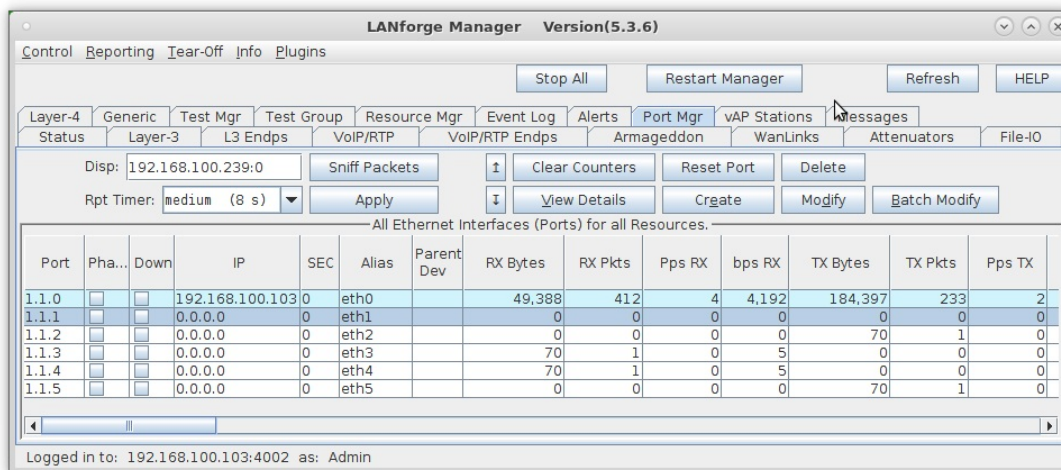 LANforge Manager Version(5.3.6)
Control Reporting Tear-Off Info Plugins
Stop All Restart Manager Refresh HELP
Layer-4 Generic Test Mgr Test Group Resource Mgr Event Log Alerts Port Mgr vAP Stations Messages
Status Layer-3 L3 Endps VoIP/RTP VoIP/RTP Endps Armageddon WanLinks Attenuators File-IO
Disp: 192.168.100.239:0 Sniff Packets ↥ Clear Counters Reset Port Delete
Rpt Timer: medium (8 s) Apply ↧ View Details Create Modify Batch Modify
All Ethernet Interfaces (Ports) for all Resources.
Port Pha... Down IP SEC Alias Parent Dev RX Bytes RX Pkts Pps RX bps RX TX Bytes TX Pkts Pps TX
1.1.0 192.168.100.103 0 eth0 49,388 412 4 4,192 184,397 233 2
1.1.1 0.0.0.0 0 eth1 0 0 0 0 0 0 0
1.1.2 0.0.0.0 0 eth2 0 0 0 0 70 1 0
1.1.3 0.0.0.0 0 eth3 70 1 0 5 0 0 0
1.1.4 0.0.0.0 0 eth4 70 1 0 5 0 0 0
1.1.5 0.0.0.0 0 eth5 0 0 0 0 70 1 0
Logged in to: 192.168.100.103:4002 as: Admin